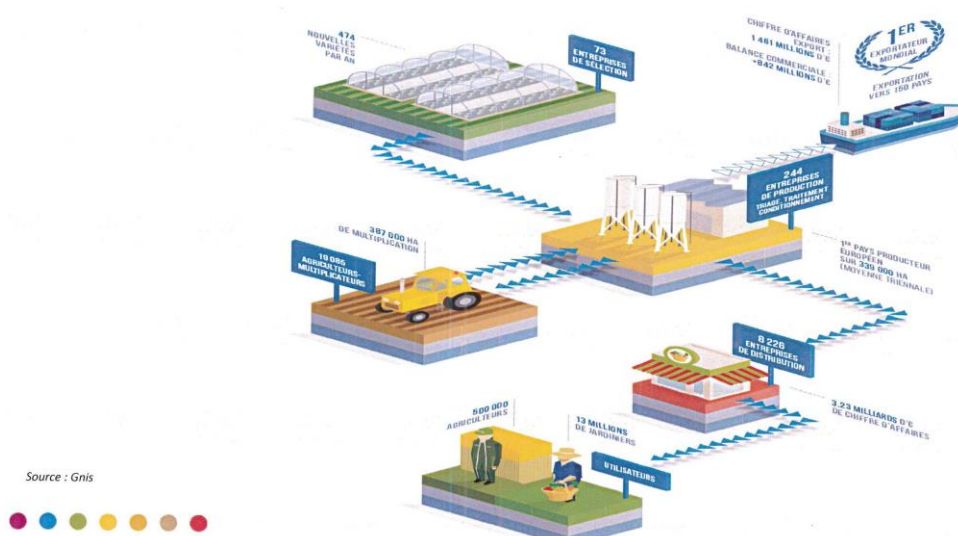 474
NOUVELLES
VARIÉTÉS
PAR AN
73
ENTREPRISES
DE SÉLECTION
CHIFFRE D'AFFAIRES
EXPORT :
1 481 MILLIONS D'€
BALANCE COMMERCIALE :
+842 MILLIONS D'€
1ER
EXPORTATEUR
MONDIAL
EXPORTATION
VERS 150 PAYS
244
ENTREPRISES
DE PRODUCTION
TRIAGE, TRAITEMENT
CONDITIONNEMENT
1ER PAYS PRODUCTEUR
EUROPÉEN
SUR 339 000 HA
(MOYENNE TRIENNALE)
387 000 HA
DE MULTIPLICATION
19 085
AGRICULTEURS-
MULTIPLICATEURS
8 226
ENTREPRISES
DE DISTRIBUTION
3,23 MILLIARDS D'€
DE CHIFFRE D'AFFAIRES
500 000
AGRICULTEURS
13 MILLIONS
DE JARDINIERS
UTILISATEURS
Source : Gnis